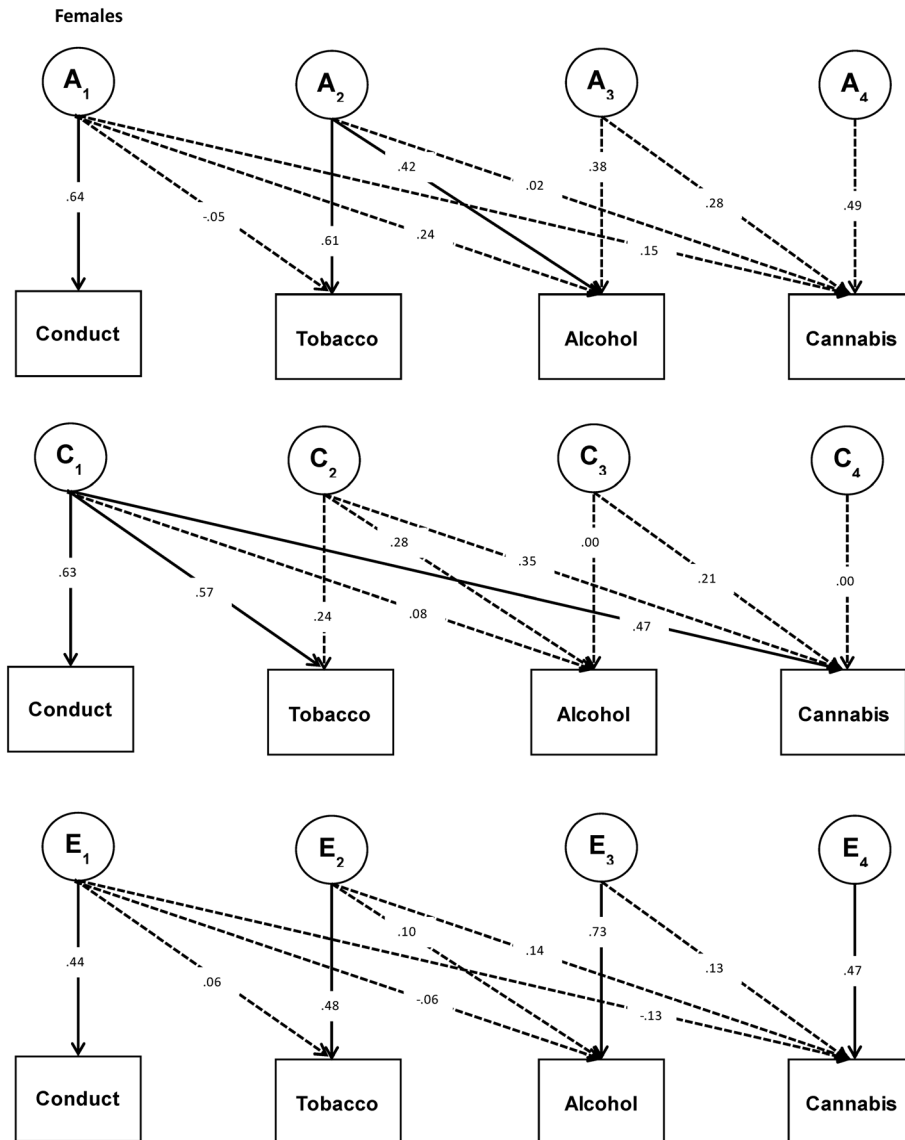 Females
A1 A2 A3 A4
.42
.38
.02
.64 -.05 .28 .49
.61 .24 .15
Conduct Tobacco Alcohol Cannabis
C1 C2 C3 C4
.28 .00
.35
.63 .57 .21 .00
.24 .08 .47
Conduct Tobacco Alcohol Cannabis
E1 E2 E3 E4
.10 .73
.14
.44 .06 .13 .47
.48 -.06 -.13
Conduct Tobacco Alcohol Cannabis